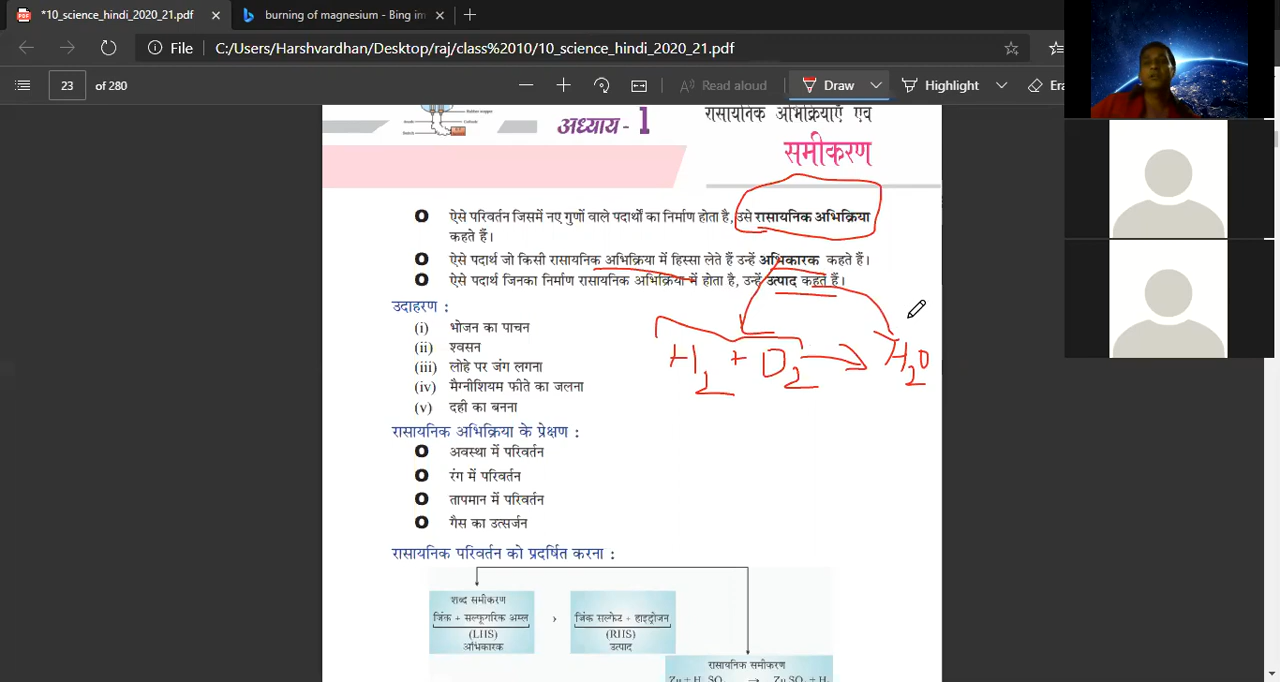 *10_science_hindi_2020_21.pdf
burning of magnesium - Bing im
File
C:/Users/Harshvardhan/Desktop/raj/class%2010/10_science_hindi_2020_21.pdf
23 of 280
Read aloud
Draw
Highlight
Era
अध्याय - 1
रासायनिक अभिक्रियाएँ एवं
समीकरण
ऐसे परिवर्तन जिसमें नए गुणों वाले पदार्थों का निर्माण होता है, उसे रासायनिक अभिक्रिया
कहते हैं।
ऐसे पदार्थ जो किसी रासायनिक अभिक्रिया में हिस्सा लेते हैं उन्हें अभिकारक कहते हैं।
ऐसे पदार्थ जिनका निर्माण रासायनिक अभिक्रिया में होता है, उन्हें उत्पाद कहते हैं।
उदाहरण :
(i) भोजन का पाचन
(ii) श्वसन
(iii) लोहे पर जंग लगना
(iv) मैग्नीशियम फीते का जलना
(v) दही का बनना
H2 + O2 → H2O
रासायनिक अभिक्रिया के प्रेक्षण :
अवस्था में परिवर्तन
रंग में परिवर्तन
तापमान में परिवर्तन
गैस का उत्सर्जन
रासायनिक परिवर्तन को प्रदर्षित करना :
शब्द समीकरण
जिंक + सल्फूयरिक अम्ल
(LHS)
अभिकारक
जिंक सल्फेट + हाइड्रोजन
(RHS)
उत्पाद
रासायनिक समीकरण